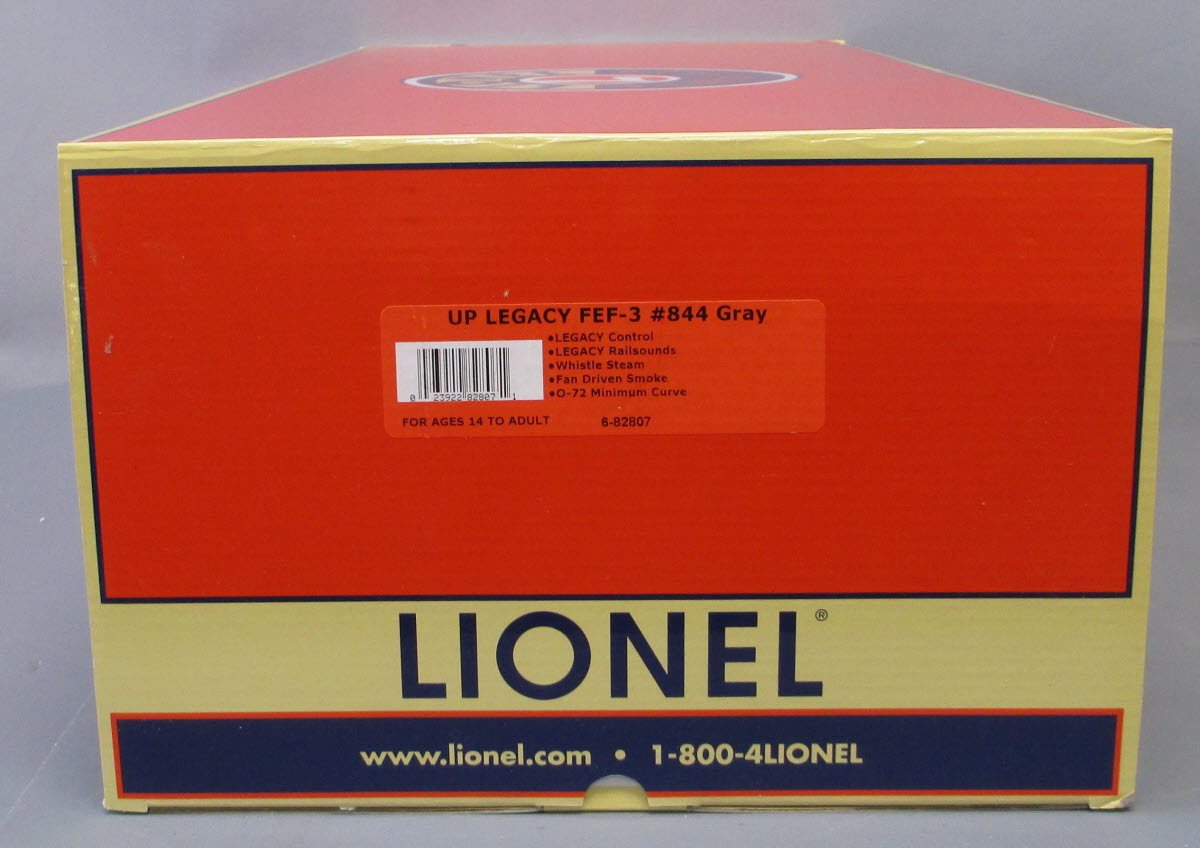 UP LEGACY FEF-3 #844 Gray
•LEGACY Control
•LEGACY Railsounds
•Whistle Steam
•Fan Driven Smoke
•O-72 Minimum Curve
0 23922 82807 1
FOR AGES 14 TO ADULT 6-82807
LIONEL®
www.lionel.com • 1-800-4LIONEL